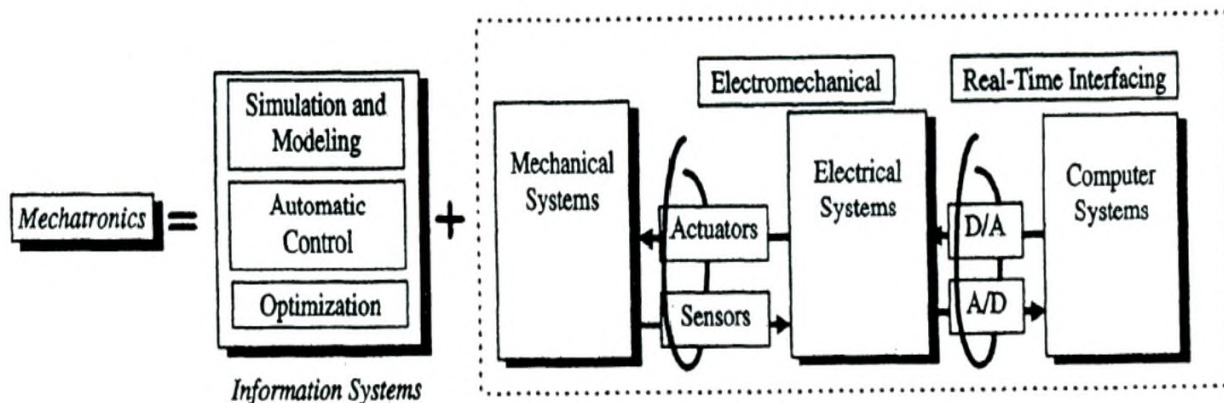 Mechatronics
=
Simulation and
Modeling
Automatic
Control
Optimization
Information Systems
+
Electromechanical
Real-Time Interfacing
Mechanical
Systems
Actuators
Sensors
Electrical
Systems
D/A
A/D
Computer
Systems